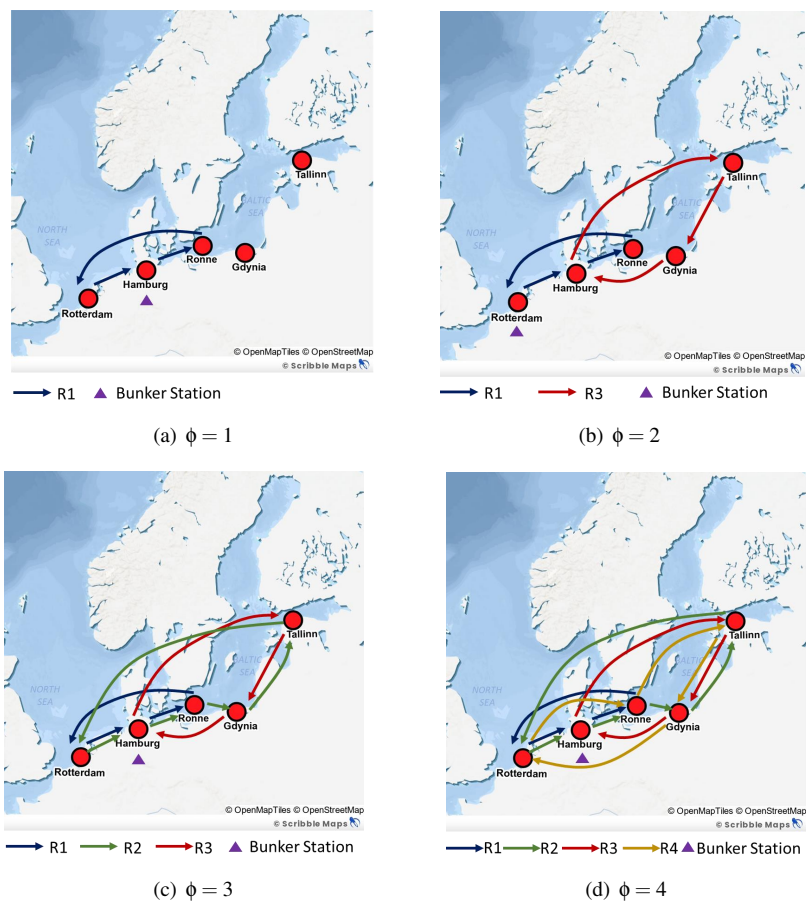 NORTH
SEA
BALTIC
SEA
Tallinn
Ronne
Gdynia
Hamburg
Rotterdam
© OpenMapTiles © OpenStreetMap
© Scribble Maps
R1 Bunker Station
(a) ϕ = 1
NORTH
SEA
BALTIC
SEA
Tallinn
Ronne
Gdynia
Hamburg
Rotterdam
© OpenMapTiles © OpenStreetMap
© Scribble Maps
R1 R3 Bunker Station
(b) ϕ = 2
NORTH
SEA
BALTIC
SEA
Tallinn
Ronne
Gdynia
Hamburg
Rotterdam
© OpenMapTiles © OpenStreetMap
© Scribble Maps
R1 R2 R3 Bunker Station
(c) ϕ = 3
NORTH
SEA
BALTIC
SEA
Tallinn
Ronne
Gdynia
Hamburg
Rotterdam
© OpenMapTiles © OpenStreetMap
© Scribble Maps
R1 R2 R3 R4 Bunker Station
(d) ϕ = 4